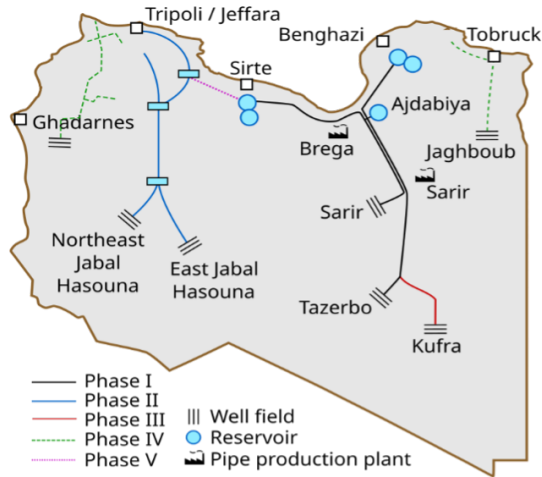 Tripoli / Jeffara
Benghazi
Tobruck
Sirte
Ajdabiya
Ghadarnes
Brega
Jaghboub
Sarir
Sarir
Northeast
Jabal
Hasouna
East Jabal
Hasouna
Tazerbo
Kufra
Phase I
Phase II
Phase III
Phase IV
Phase V
Well field
Reservoir
Pipe production plant